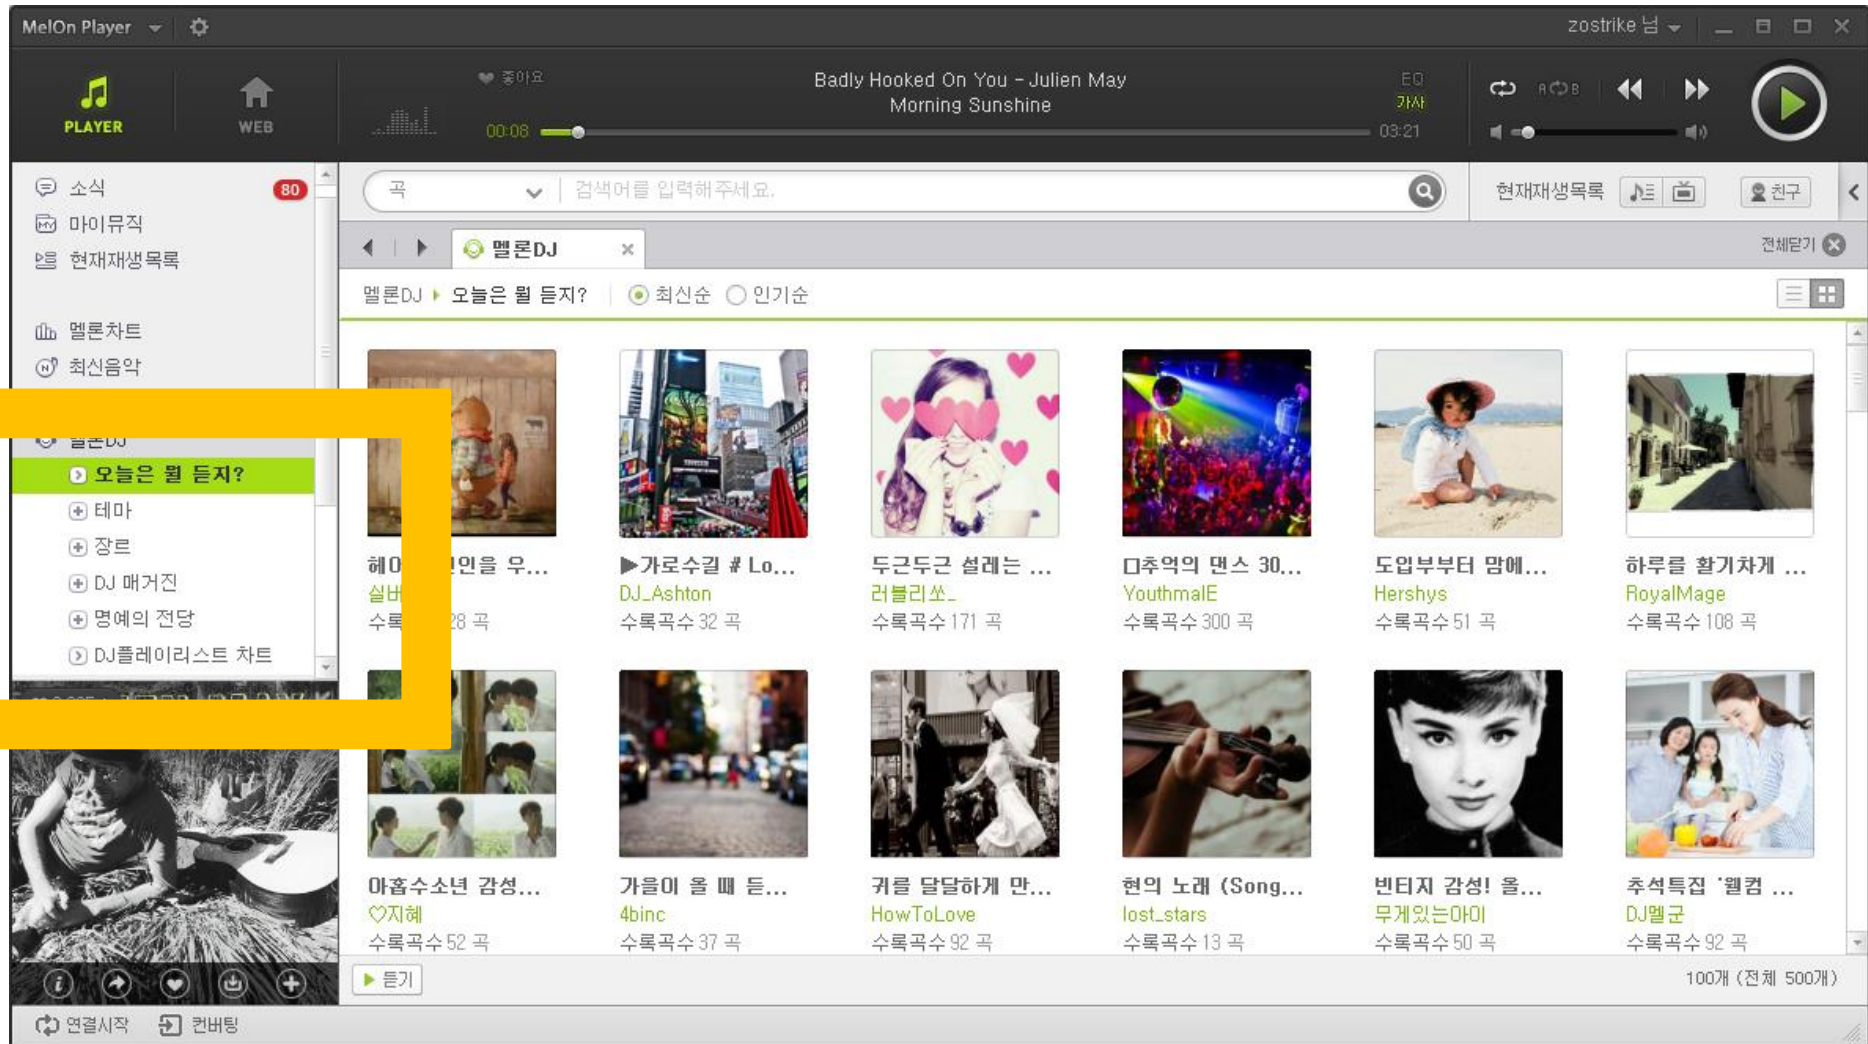 MelOn Player
zostrike 님
PLAYER
WEB
좋아요
Badly Hooked On You - Julien May
Morning Sunshine
00:08
03:21
EQ
가사
A B
소식 80
마이뮤직
현재재생목록
멜론차트
최신음악
멜론DJ
오늘은 뭘 듣지?
테마
장르
DJ 매거진
명예의 전당
DJ플레이리스트 차트
곡
검색어를 입력해주세요.
현재재생목록
친구
멜론DJ
전체닫기
멜론DJ 오늘은 뭘 듣지? 최신순 인기순
▶가로수길 # Lo...
두근두근 설레는 ...
□추억의 댄스 30...
도입부부터 맘에...
하루를 활기차게 ...
DJ_Ashton
러블리쏘_
YouthmalE
Hershys
RoyalMage
28 곡
수록곡수 32 곡
수록곡수 171 곡
수록곡수 300 곡
수록곡수 51 곡
수록곡수 108 곡
아홉수소년 감성...
가을이 올 때 듣...
귀를 달달하게 만...
현의 노래 (Song...
빈티지 감성! 올...
추석특집 '웰컴 ...
♡지혜
4binc
HowToLove
lost_stars
무게있는아이
DJ멜군
수록곡수 52 곡
수록곡수 37 곡
수록곡수 92 곡
수록곡수 13 곡
수록곡수 50 곡
수록곡수 92 곡
듣기
100개 (전체 500개)
연결시작
컨버팅